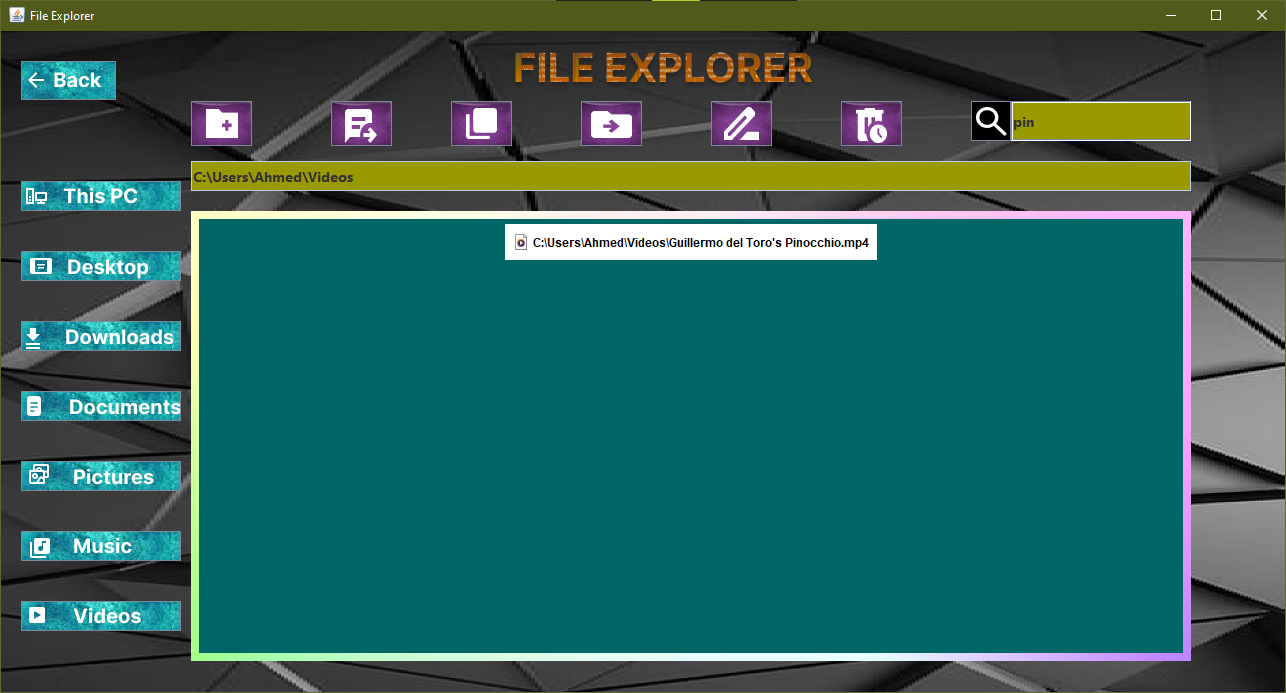 File Explorer
FILE EXPLORER
Back
pin
C:\Users\Ahmed\Videos
This PC
C:\Users\Ahmed\Videos\Guillermo del Toro's Pinocchio.mp4
Desktop
Downloads
Documents
Pictures
Music
Videos